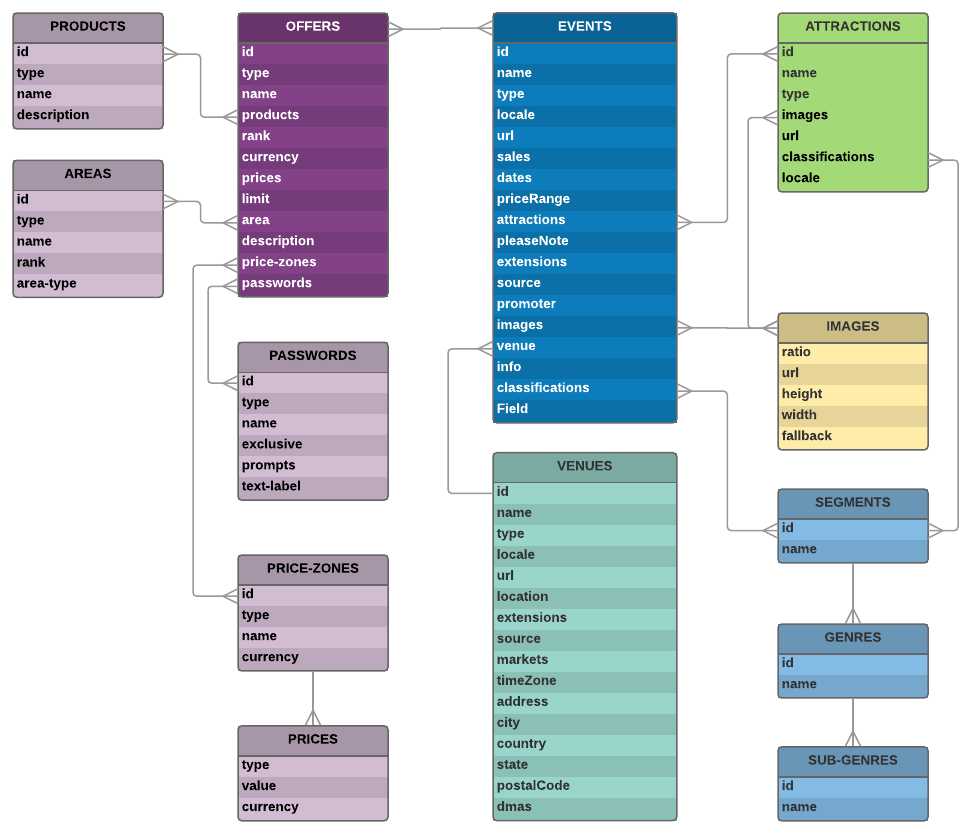 PRODUCTS
id
type
name
description
AREAS
id
type
name
rank
area-type
OFFERS
id
type
name
products
rank
currency
prices
limit
area
description
price-zones
passwords
PASSWORDS
id
type
name
exclusive
prompts
text-label
PRICE-ZONES
id
type
name
currency
PRICES
type
value
currency
EVENTS
id
name
type
locale
url
sales
dates
priceRange
attractions
pleaseNote
extensions
source
promoter
images
venue
info
classifications
Field
VENUES
id
name
type
locale
url
location
extensions
source
markets
timeZone
address
city
country
state
postalCode
dmas
ATTRACTIONS
id
name
type
images
url
classifications
locale
IMAGES
ratio
url
height
width
fallback
SEGMENTS
id
name
GENRES
id
name
SUB-GENRES
id
name